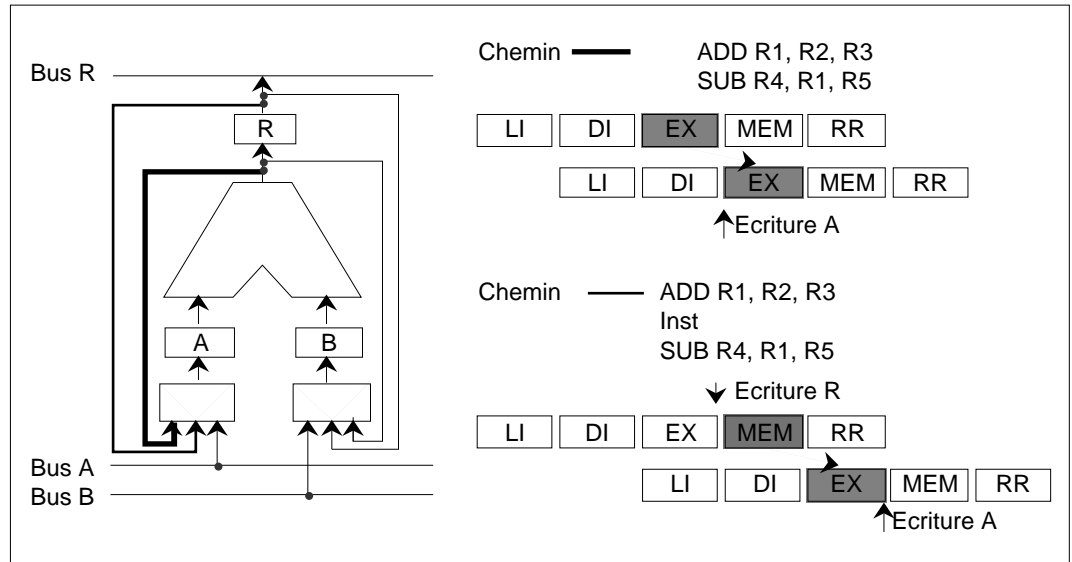 Chemin
ADD R1, R2, R3
SUB R4, R1, R5
Bus R
R
LI DI EX MEM RR
LI DI EX MEM RR
Ecriture A
A B
Bus A
Bus B
Chemin
ADD R1, R2, R3
Inst
SUB R4, R1, R5
Ecriture R
LI DI EX MEM RR
LI DI EX MEM RR
Ecriture A